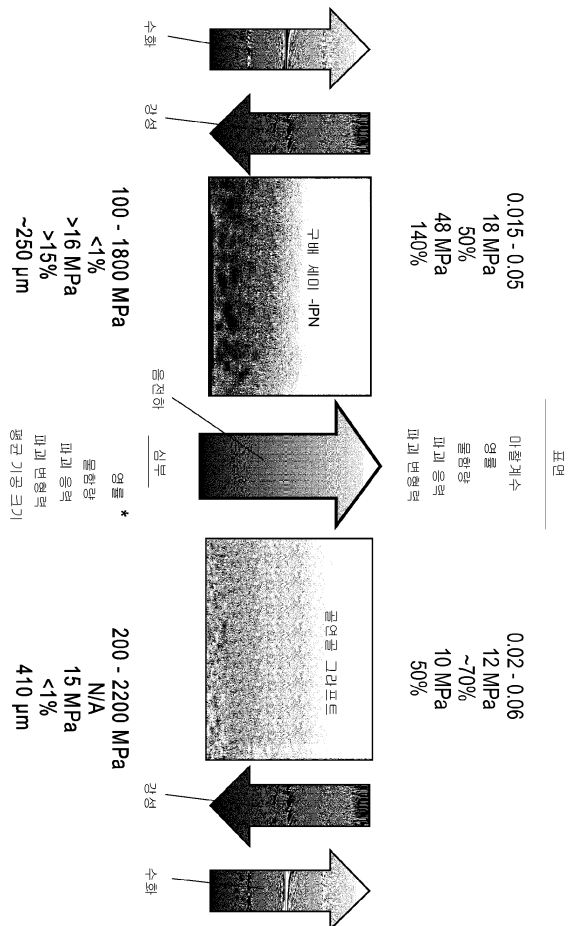 표면
0.015 - 0.05 마찰계수 0.02 - 0.06
18 MPa 영률 12 MPa
50% 물함량 ~70%
48 MPa 파괴 응력 10 MPa
140% 파괴 변형력 50%
구배 세미 -IPN
골연골 그라프트
수화
강성
음전하
강성
수화
심부
100 - 1800 MPa 영률 * 200 - 2200 MPa
<1% 물함량 N/A
>16 MPa 파괴 응력 15 MPa
>15% 파괴 변형력 <1%
~250 µm 평균 기공 크기 410 µm